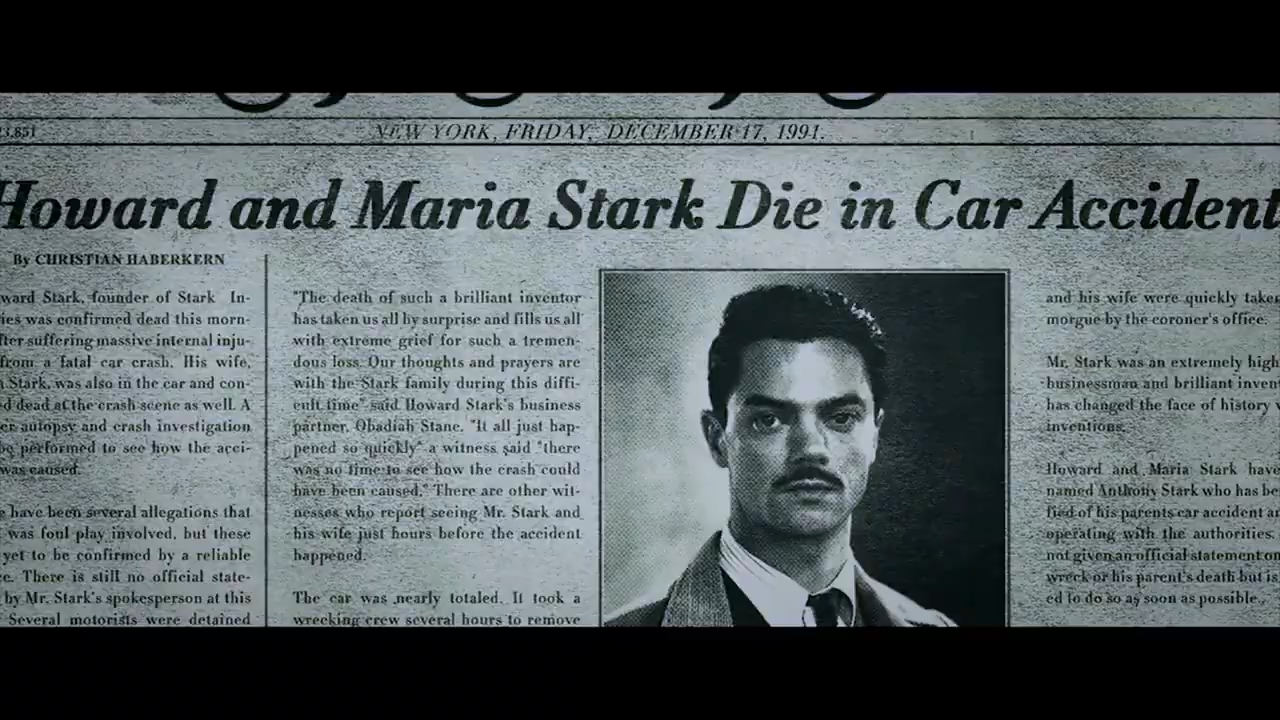 23,851
NEW YORK, FRIDAY, DECEMBER 17, 1991.
Howard and Maria Stark Die in Car Accident
By CHRISTIAN HABERKERN
ward Stark, founder of Stark In-
ies was confirmed dead this morn-
fter suffering massive internal inju-
from a fatal car crash. His wife,
Stark, was also in the car and con-
ed dead at the crash scene as well. A
er autopsy and crash investigation
be performed to see how the acci-
was caused.
e have been several allegations that
was foul play involved, but these
yet to be confirmed by a reliable
ce. There is still no official state-
by Mr. Stark's spokesperson at this
Several motorists were detained
"The death of such a brilliant inventor
has taken us all by surprise and fills us all
with extreme grief for such a tremen-
dous loss. Our thoughts and prayers are
with the Stark family during this diffi-
cult time" said Howard Stark's business
partner, Obadiah Stane. "It all just hap-
pened so quickly" a witness said "there
was no time to see how the crash could
have been caused." There are other wit-
nesses who report seeing Mr. Stark and
his wife just hours before the accident
happened.
The car was nearly totaled. It took a
wrecking crew several hours to remove
and his wife were quickly taken
morgue by the coroner's office.
Mr. Stark was an extremely high
businessman and brilliant inven
has changed the face of history
inventions.
Howard and Maria Stark have
named Anthony Stark who has be
fied of his parents car accident an
operating with the authorities.
not given an official statement on
wreck or his parent's death but is
ed to do so as soon as possible.